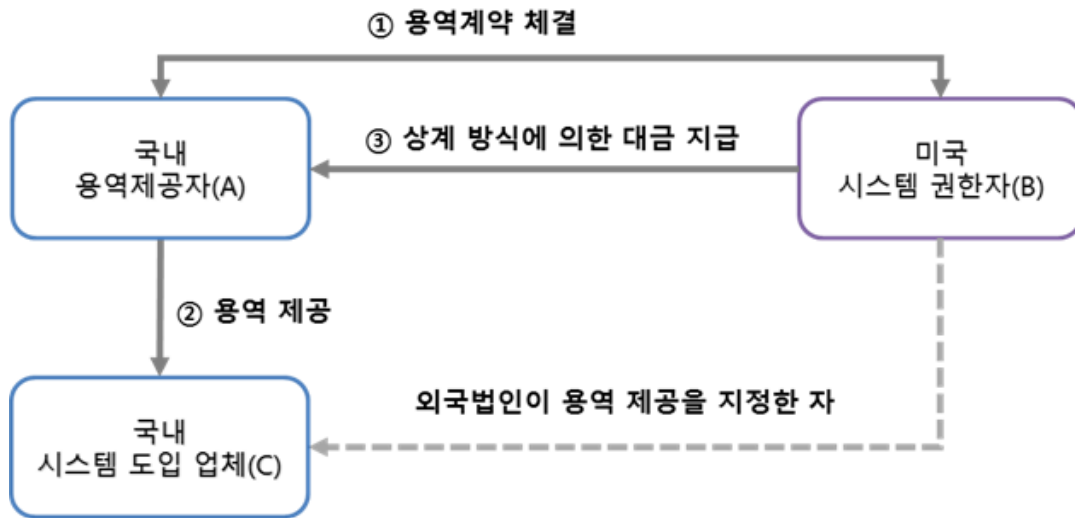 ① 용역계약 체결
국내
용역제공자(A)
③ 상계 방식에 의한 대금 지급
미국
시스템 권한자(B)
② 용역 제공
국내
시스템 도입 업체(C)
외국법인이 용역 제공을 지정한 자